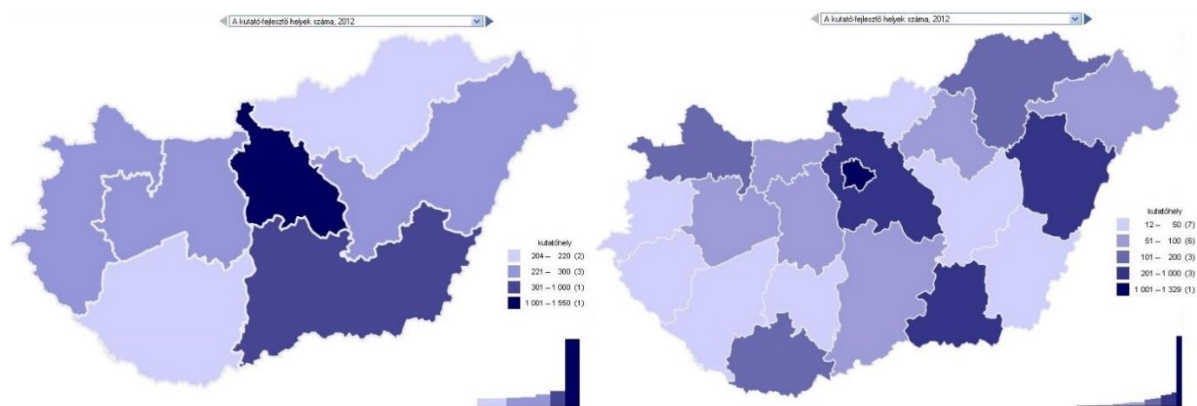 A kutató-fejlesztő helyek száma, 2012
kutatóhely
204 – 220 (2)
221 – 300 (3)
301 – 1 000 (1)
1 001 – 1 550 (1)
A kutató-fejlesztő helyek száma, 2012
kutatóhely
12 – 50 (7)
51 – 100 (6)
101 – 200 (3)
201 – 1 000 (3)
1 001 – 1 329 (1)